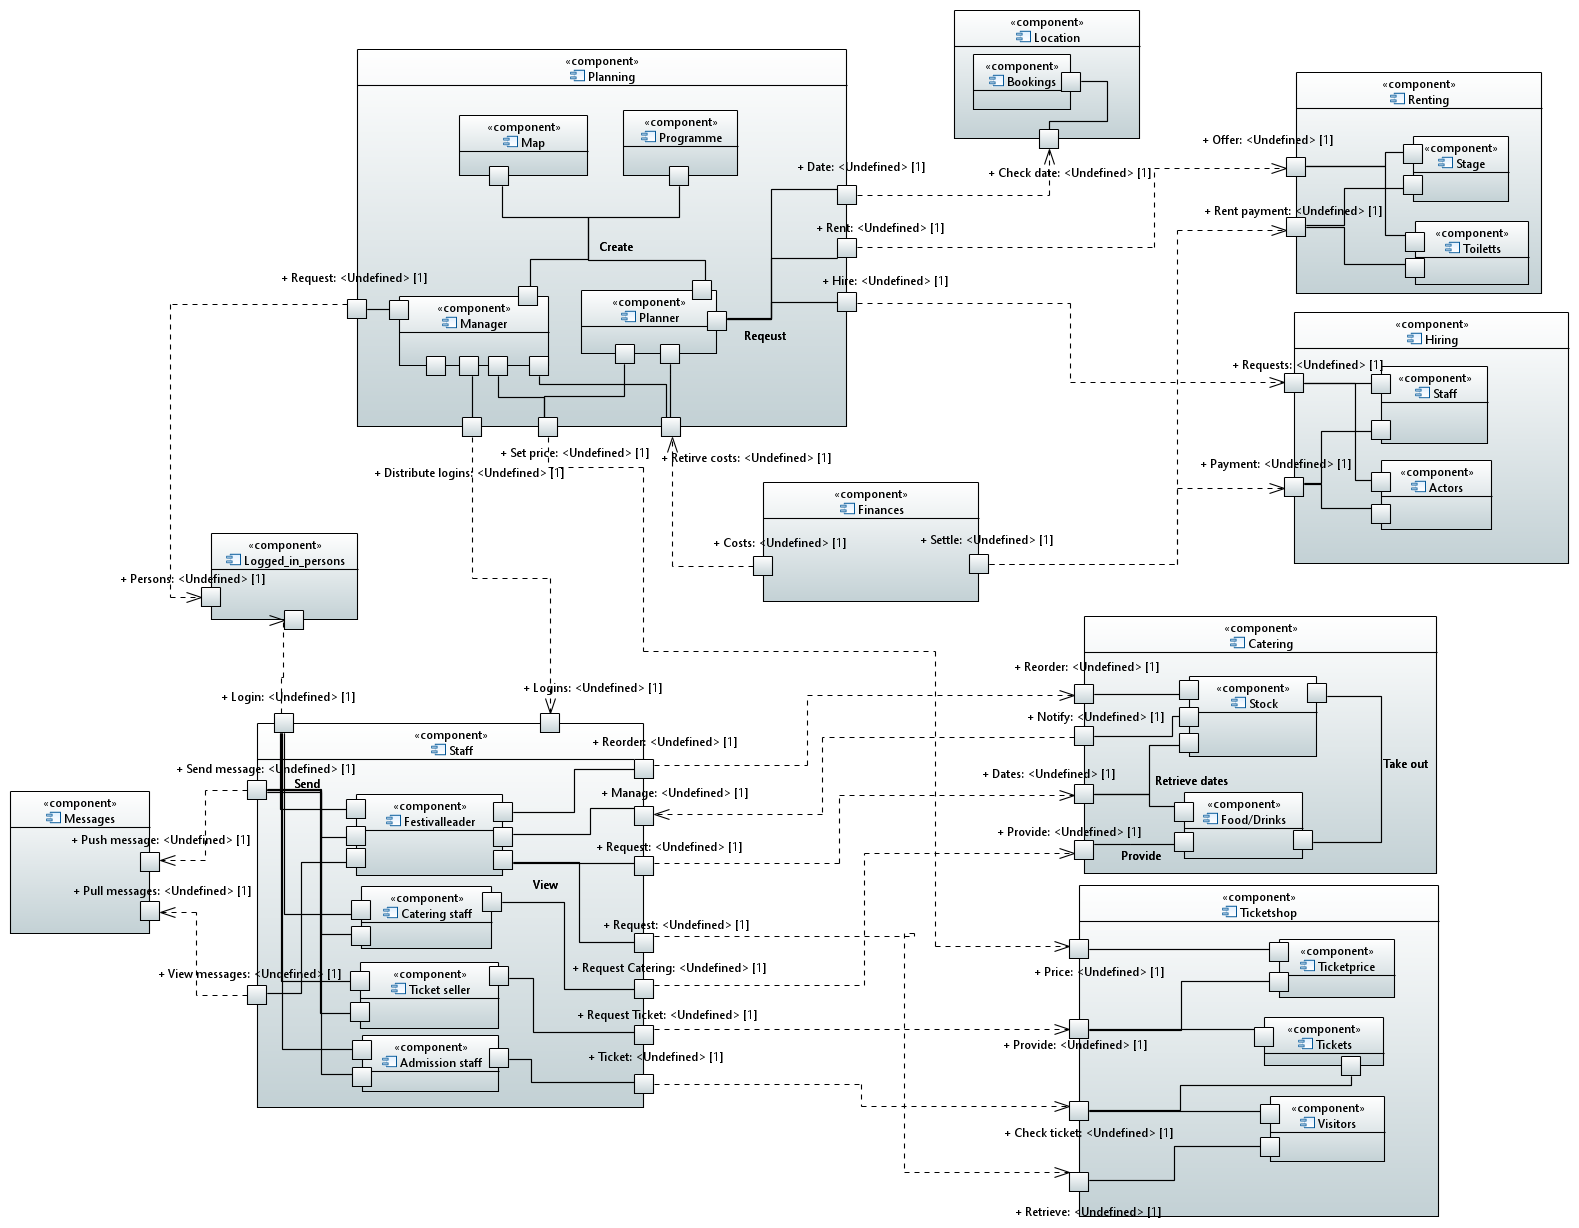 «component»
Location
«component»
Bookings
+ Check date: <Undefined> [1]
«component»
Planning
«component»
Map
«component»
Programme
Create
+ Date: <Undefined> [1]
+ Rent: <Undefined> [1]
+ Hire: <Undefined> [1]
+ Request: <Undefined> [1]
«component»
Manager
«component»
Planner
Reqeust
+ Set price: <Undefined> [1]
+ Retirve costs: <Undefined> [1]
+ Distribute logins: <Undefined> [1]
«component»
Renting
+ Offer: <Undefined> [1]
«component»
Stage
+ Rent payment: <Undefined> [1]
«component»
Toiletts
«component»
Hiring
+ Requests: <Undefined> [1]
«component»
Staff
+ Payment: <Undefined> [1]
«component»
Actors
«component»
Finances
+ Costs: <Undefined> [1]
+ Settle: <Undefined> [1]
«component»
Logged_in_persons
+ Persons: <Undefined> [1]
+ Login: <Undefined> [1]
+ Logins: <Undefined> [1]
«component»
Staff
+ Send message: <Undefined> [1]
Send
+ Reorder: <Undefined> [1]
+ Manage: <Undefined> [1]
«component»
Festivalleader
+ Request: <Undefined> [1]
View
«component»
Catering staff
+ Request: <Undefined> [1]
+ Request Catering: <Undefined> [1]
+ View messages: <Undefined> [1]
«component»
Ticket seller
+ Request Ticket: <Undefined> [1]
«component»
Admission staff
+ Ticket: <Undefined> [1]
«component»
Messages
+ Push message: <Undefined> [1]
+ Pull messages: <Undefined> [1]
«component»
Catering
+ Reorder: <Undefined> [1]
«component»
Stock
+ Notify: <Undefined> [1]
Take out
+ Dates: <Undefined> [1]
Retrieve dates
«component»
Food/Drinks
+ Provide: <Undefined> [1]
Provide
«component»
Ticketshop
«component»
Ticketprice
+ Price: <Undefined> [1]
«component»
Tickets
+ Provide: <Undefined> [1]
«component»
Visitors
+ Check ticket: <Undefined> [1]
+ Retrieve: <Undefined> [1]